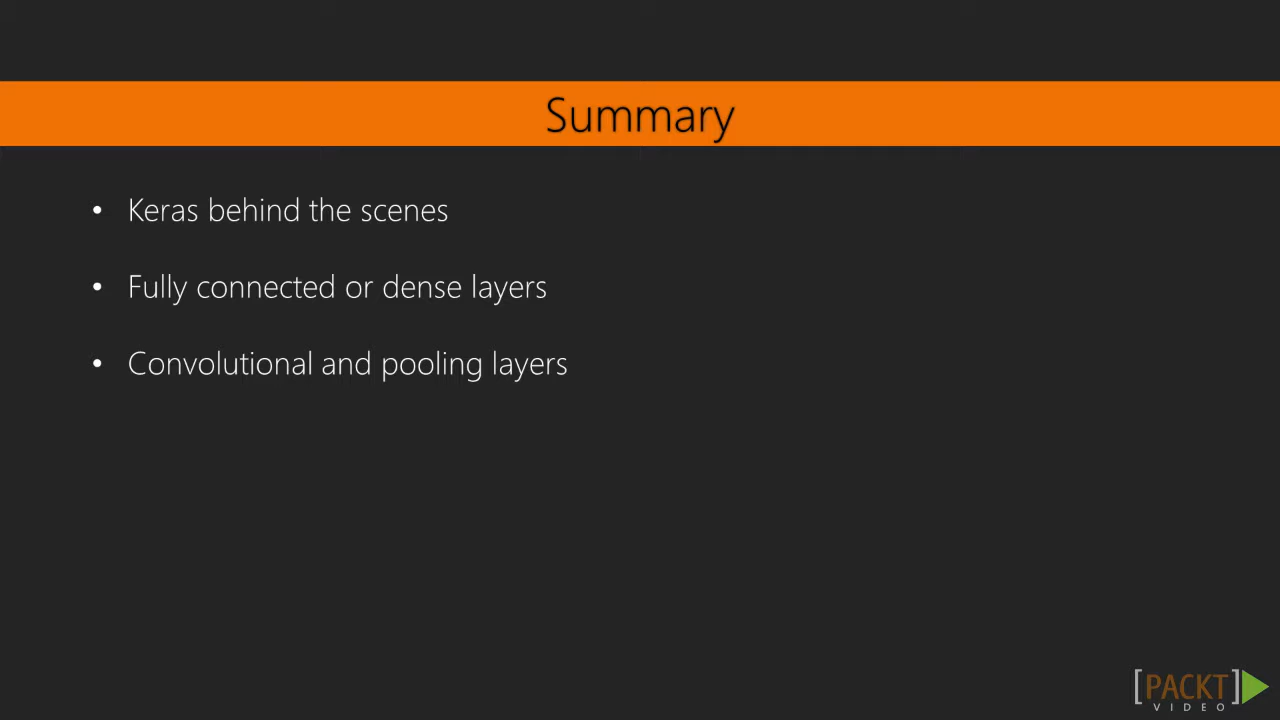 Summary
• Keras behind the scenes
• Fully connected or dense layers
• Convolutional and pooling layers
[PACKT]
VIDEO